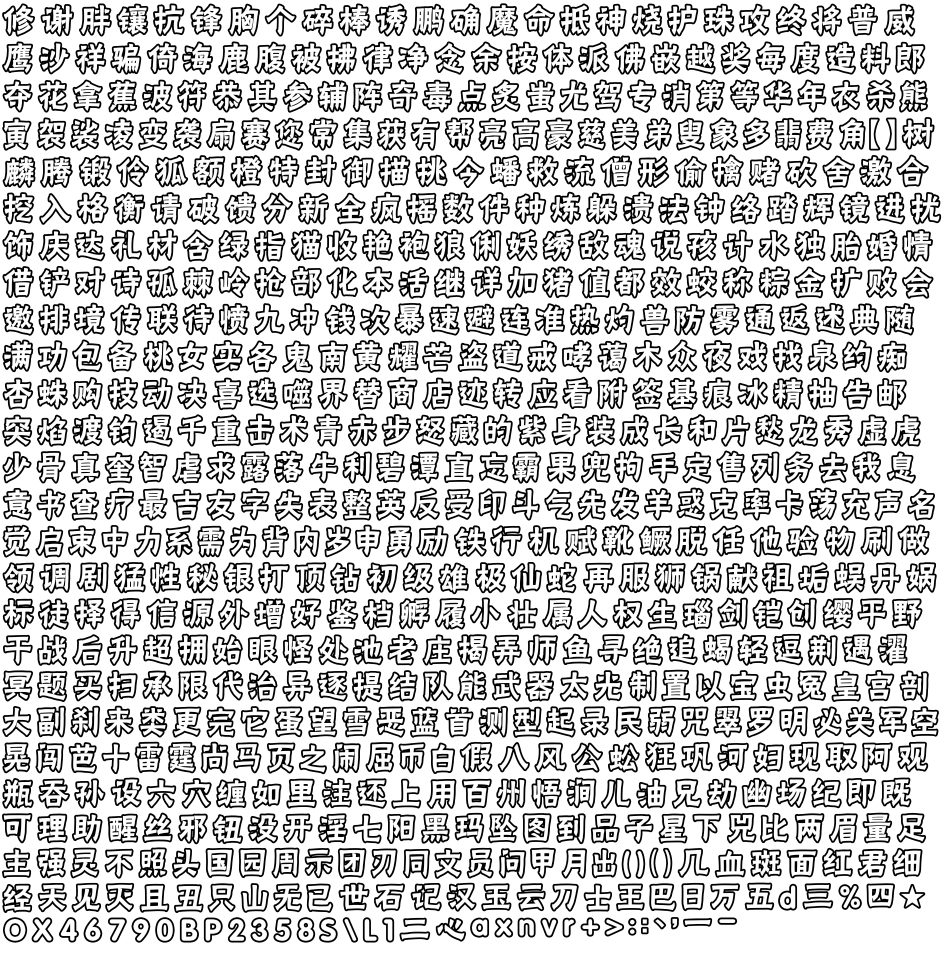 修谢胖镶抗锋胸个碎棒诱鹏确魔命抵神烧护珠攻终将普威
鹰沙祥骗倚海鹿腹被拂律净念余按体派佛嵌越奖每度造料郎
夺花拿蕉波符恭其参辅阵奇毒点炙蚩尤驾专消第等华年衣杀熊
寅袈裟凌变袭扇赛您常集获有帮亮高豪慈美弟叟象多翡费角【】树
麟腾锻伶狐额橙特封御描挑今蟠救流僧形偷擒赌砍舍激合
挖入格衡请破馈分新全疯摇数件种炼躲溃法钟络踏辉镜进扰
饰庆达礼材含绿指猫收艳袍狼俐妖绣敌魂说孩计水独胎婚情
借铲对诗孤棘岭抢部化本活继详加猪值都效蛟称粽金扩败会
邀排境传联待愤九冲钱次暴速避连准热灼兽防雾通返述典随
满功包备桃女实各鬼南黄耀芒盗道戒哮蔼木众夜戏找泉约痴
杏蛛购技动决喜选噬界替商店迹转应看附签基痕冰精抽告邮
突焰渡钧遏千重击术青赤步怒藏的紫身装成长和片愁龙秀虚虎
少骨真奎智虐求露落牛利碧潭直忘霸果兜拘手定售列务去我息
意书查疗最吉友字失表整英反受印斗气先发羊惑克率卡荡充声名
觉启束中力系需为背内岁申勇励铁行机赋靴鳜脱任他验物刷做
领调剧猛性秘银打顶钻初级雄极仙蛇再服狮锅献祖垢娱丹娲
标徒择得信源外增好鉴档孵履小壮属人权生瑙剑铠创缨平野
干战后升超拥始眼怪处池老庄揭弄师鱼寻绝追蝎轻逗荆遇濯
冥题买扫承限代治异逐提结队能武器太光制置以宝虫冤皇宫剖
大副刹来类更完它蛋望雪恶蓝首测型起录民弱咒翠罗明必关军空
晃闯芭十雷霆尚马页之闹屈币白假八风公蚣狂巩河妇现取阿观
瓶吞孙设六穴缠如里注还上用百州悟涧儿油兄劫幽场纪即既
可理助醒丝邪钮没开淫七阳黑玛坠图到品子星下兕比两眉量足
主强灵不照头国园周示团刃同文员问甲月出()()几血斑面红君细
经天见灭且丑只山无已世石记汉玉云刀士王巴日万五d三%四★
OX46790BP2358S\L1二心axnvr+>::丶'一-